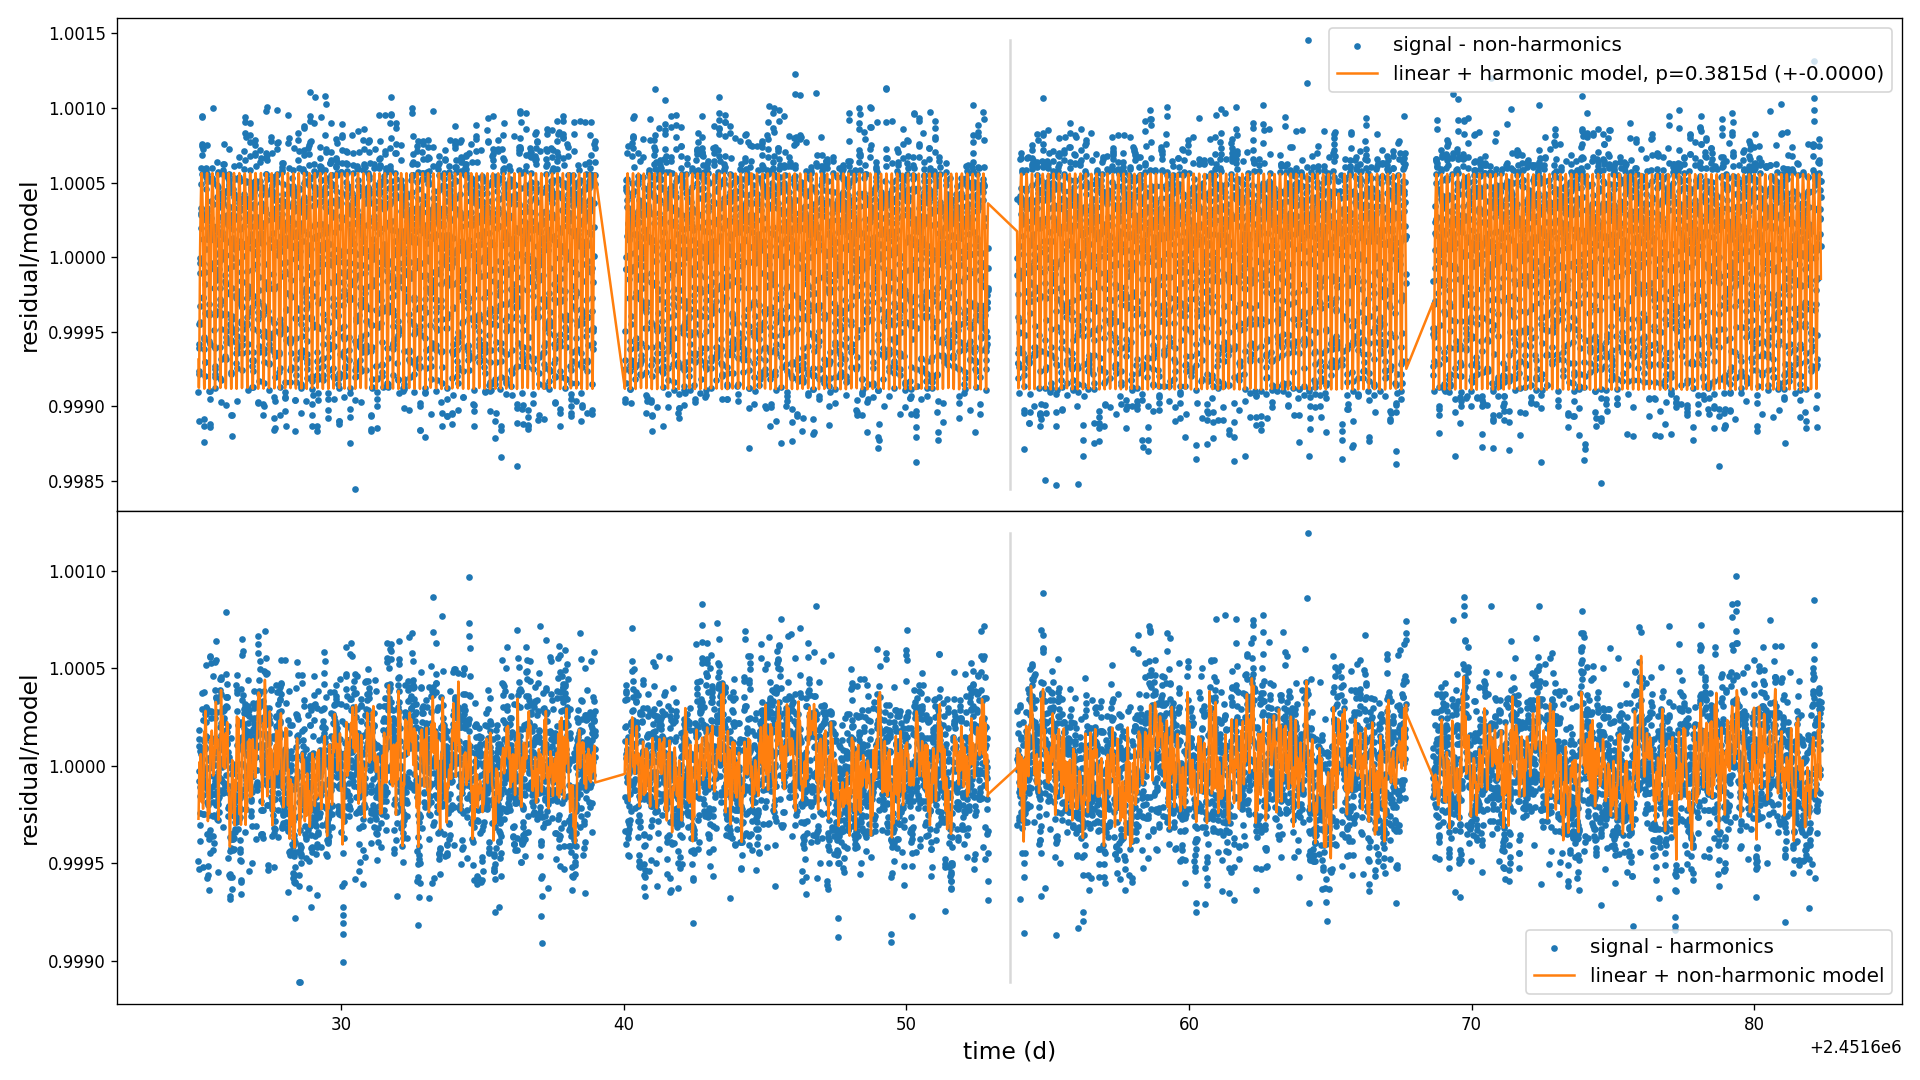 1.0015
1.0010
1.0005
1.0000
0.9995
0.9990
0.9985
residual/model
signal - non-harmonics
linear + harmonic model, p=0.3815d (+-0.0000)
1.0010
1.0005
1.0000
0.9995
0.9990
residual/model
signal - harmonics
linear + non-harmonic model
30 40 50 60 70 80
time (d)
+2.4516e6